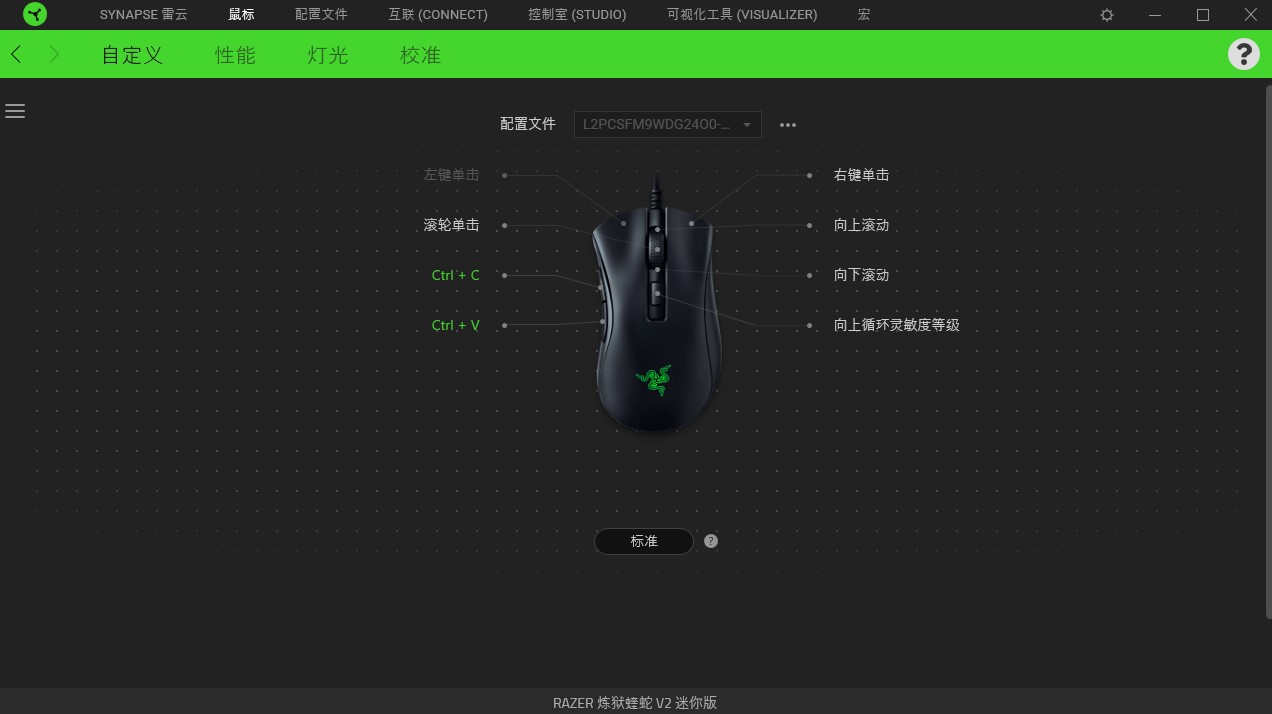 SYNAPSE 雷云 鼠标 配置文件 互联 (CONNECT) 控制室 (STUDIO) 可视化工具 (VISUALIZER) 宏
自定义 性能 灯光 校准 ?
配置文件 L2PCSFM9WDG24O0-... •••
左键单击 右键单击
滚轮单击 向上滚动
Ctrl + C 向下滚动
Ctrl + V 向上循环灵敏度等级
标准 ?
RAZER 炼狱蝰蛇 V2 迷你版